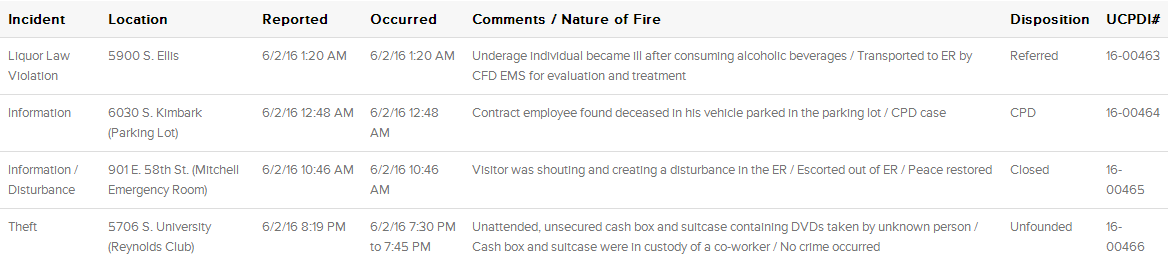 Incident Location Reported Occurred Comments / Nature of Fire Disposition UCPDI#
Liquor Law 5900 S. Ellis 6/2/16 1:20 AM 6/2/16 1:20 AM Underage individual became ill after consuming alcoholic beverages / Transported to ER by Referred 16-00463
Violation CFD EMS for evaluation and treatment
Information 6030 S. Kimbark 6/2/16 12:48 AM 6/2/16 12:48 Contract employee found deceased in his vehicle parked in the parking lot / CPD case CPD 16-00464
(Parking Lot) AM
Information / 901 E. 58th St. (Mitchell 6/2/16 10:46 AM 6/2/16 10:46 Visitor was shouting and creating a disturbance in the ER / Escorted out of ER / Peace restored Closed 16-
Disturbance Emergency Room) AM 00465
Theft 5706 S. University 6/2/16 8:19 PM 6/2/16 7:30 PM Unattended, unsecured cash box and suitcase containing DVDs taken by unknown person / Unfounded 16-
(Reynolds Club) to 7:45 PM Cash box and suitcase were in custody of a co-worker / No crime occurred 00466